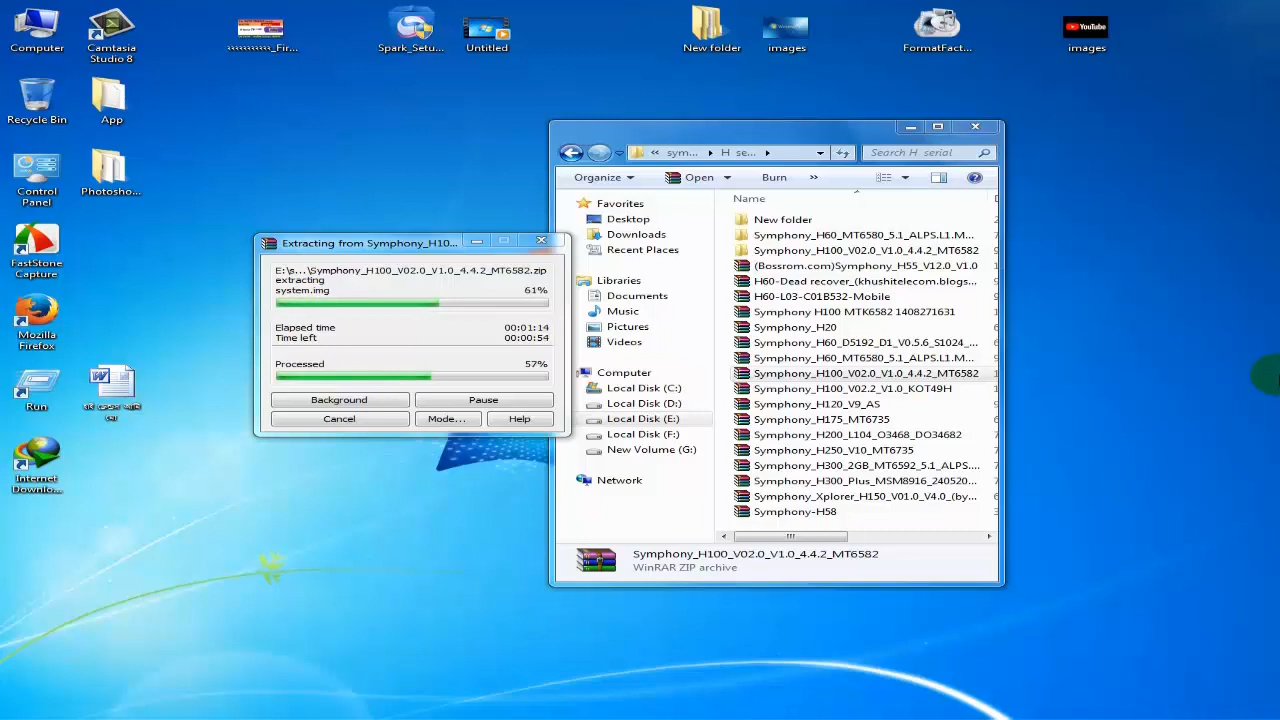 Computer
Camtasia
Studio 8
Spark_Setu...
Untitled
New folder
images
FormatFact...
YouTube
images
Recycle Bin
App
Control
Panel
Photosho...
FastStone
Capture
Mozilla
Firefox
Run
Internet
Downlo...
Extracting from Symphony_H10...
E:\s...\Symphony_H100_V02.0_V1.0_4.4.2_MT6582.zip
extracting
system.img 61%
Elapsed time 00:01:14
Time left 00:00:54
Processed 57%
Background Pause
Cancel Mode... Help
« sym... H se... Search H serial
Organize Open Burn »
Favorites
Desktop
Downloads
Recent Places
Libraries
Documents
Music
Pictures
Videos
Computer
Local Disk (C:)
Local Disk (D:)
Local Disk (E:)
Local Disk (F:)
New Volume (G:)
Network
Name
New folder
Symphony_H60_MT6580_5.1_ALPS.L1.M...
Symphony_H100_V02.0_V1.0_4.4.2_MT6582
(Bossrom.com)Symphony_H55_V12.0_V1.0
H60-Dead recover_(khushitelecom.blogs...
H60-L03-C01B532-Mobile
Symphony H100 MTK6582 1408271631
Symphony_H20
Symphony_H60_D5192_D1_V0.5.6_S1024_...
Symphony_H60_MT6580_5.1_ALPS.L1.M...
Symphony_H100_V02.0_V1.0_4.4.2_MT6582
Symphony_H100_V02.2_V1.0_KOT49H
Symphony_H120_V9_AS
Symphony_H175_MT6735
Symphony_H200_L104_O3468_DO34682
Symphony_H250_V10_MT6735
Symphony_H300_2GB_MT6592_5.1_ALPS....
Symphony_H300_Plus_MSM8916_240520...
Symphony_Xplorer_H150_V01.0_V4.0_(by...
Symphony-H58
Symphony_H100_V02.0_V1.0_4.4.2_MT6582
WinRAR ZIP archive